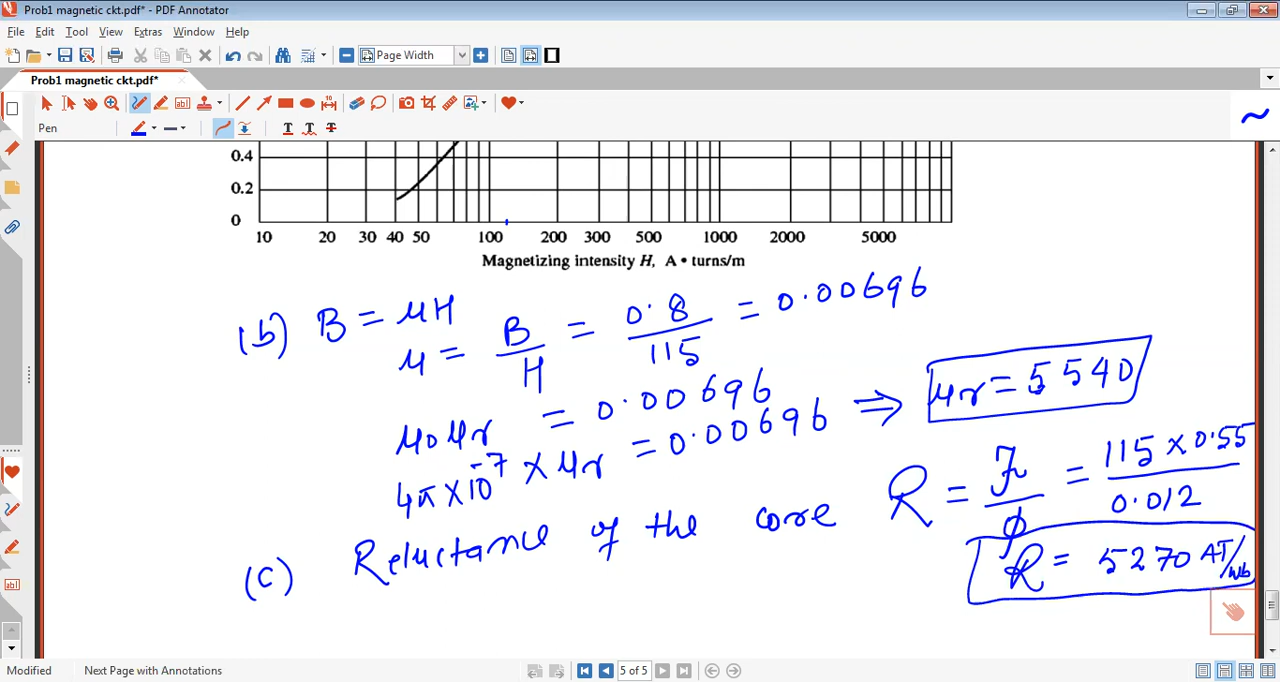 Prob1 magnetic ckt.pdf* - PDF Annotator
File Edit Tool View Extras Window Help
Page Width
Prob1 magnetic ckt.pdf*
10
Pen
0.4
0.2
0
10 20 30 40 50 100 200 300 500 1000 2000 5000
Magnetizing intensity H, A • turns/m
(b) B = μH
μ = B/H = 0.8/115 = 0.00696
μ0 μr = 0.00696
4π × 10^-7 × μr = 0.00696 ⇒ μr = 5540
(c) Reluctance of the core R = F/φ = 115 × 0.55/0.012
R = 5270 AT/wb
Modified Next Page with Annotations 5 of 5